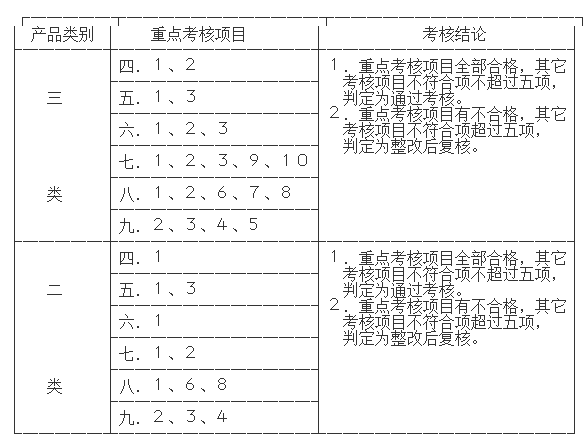 产品类别 重点考核项目 考核结论
四．１、２
五．１、３
三
六．１、２、３
七．１、２、３、９、１０
类
八．１、２、６、７、８
九．２、３、４、５
１．重点考核项目全部合格，其它
考核项目不符合项不超过五项，
判定为通过考核。
２．重点考核项目有不合格，其它
考核项目不符合项超过五项，
判定为整改后复核。
四．１
五．１、３
二
六．１
七．１、２
类
八．１、６、８
九．２、３、４
１．重点考核项目全部合格，其它
考核项目不符合项不超过五项，
判定为通过考核。
２．重点考核项目有不合格，其它
考核项目不符合项超过五项，
判定为整改后复核。